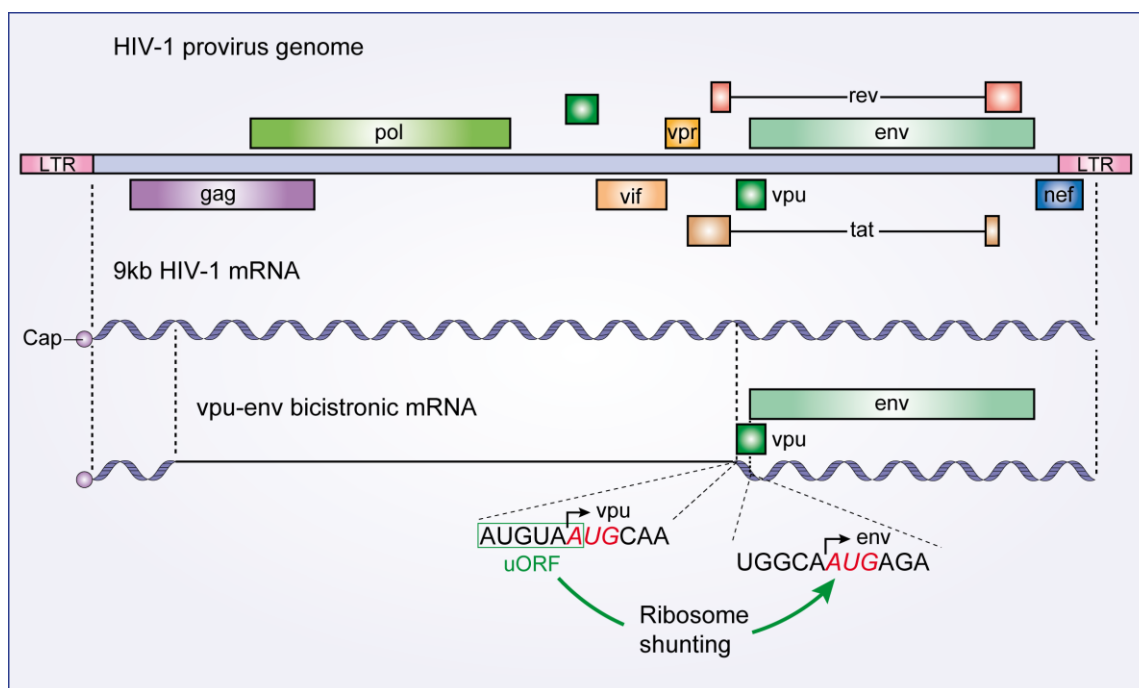 HIV-1 provirus genome
rev
pol
vpr
env
LTR
LTR
gag
vif
vpu
nef
tat
9kb HIV-1 mRNA
Cap
vpu-env bicistronic mRNA
env
vpu
vpu
AUGUAAUGCAA
uORF
env
UGGCAAUGAGA
Ribosome
shunting